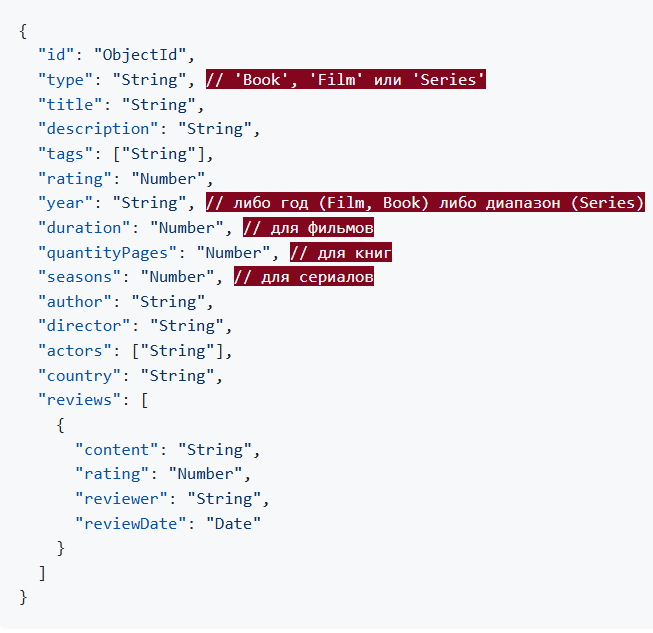 {
  "id": "ObjectId",
  "type": "String", // 'Book', 'Film' или 'Series'
  "title": "String",
  "description": "String",
  "tags": ["String"],
  "rating": "Number",
  "year": "String", // либо год (Film, Book) либо диапазон (Series)
  "duration": "Number", // для фильмов
  "quantityPages": "Number", // для книг
  "seasons": "Number", // для сериалов
  "author": "String",
  "director": "String",
  "actors": ["String"],
  "country": "String",
  "reviews": [
    {
      "content": "String",
      "rating": "Number",
      "reviewer": "String",
      "reviewDate": "Date"
    }
  ]
}